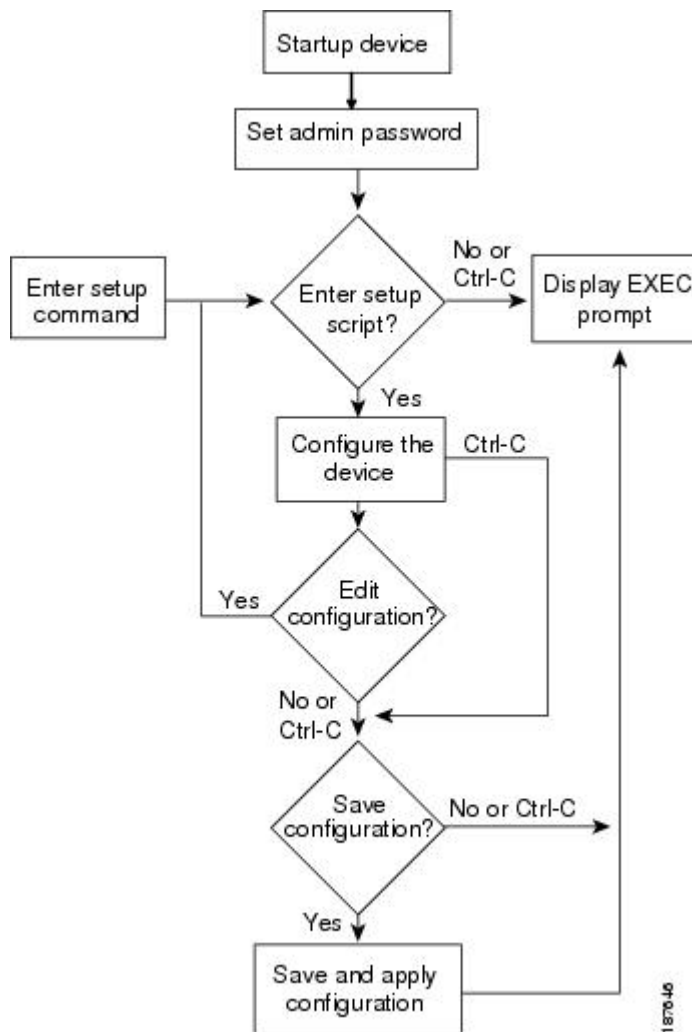 Startup device
Set admin password
Enter setup
command
Enter setup
script?
No or
Ctrl-C
Display EXEC
prompt
Yes
Configure the
device
Ctrl-C
Yes
Edit
configuration?
No or
Ctrl-C
Save
configuration?
No or Ctrl-C
Yes
Save and apply
configuration
187646